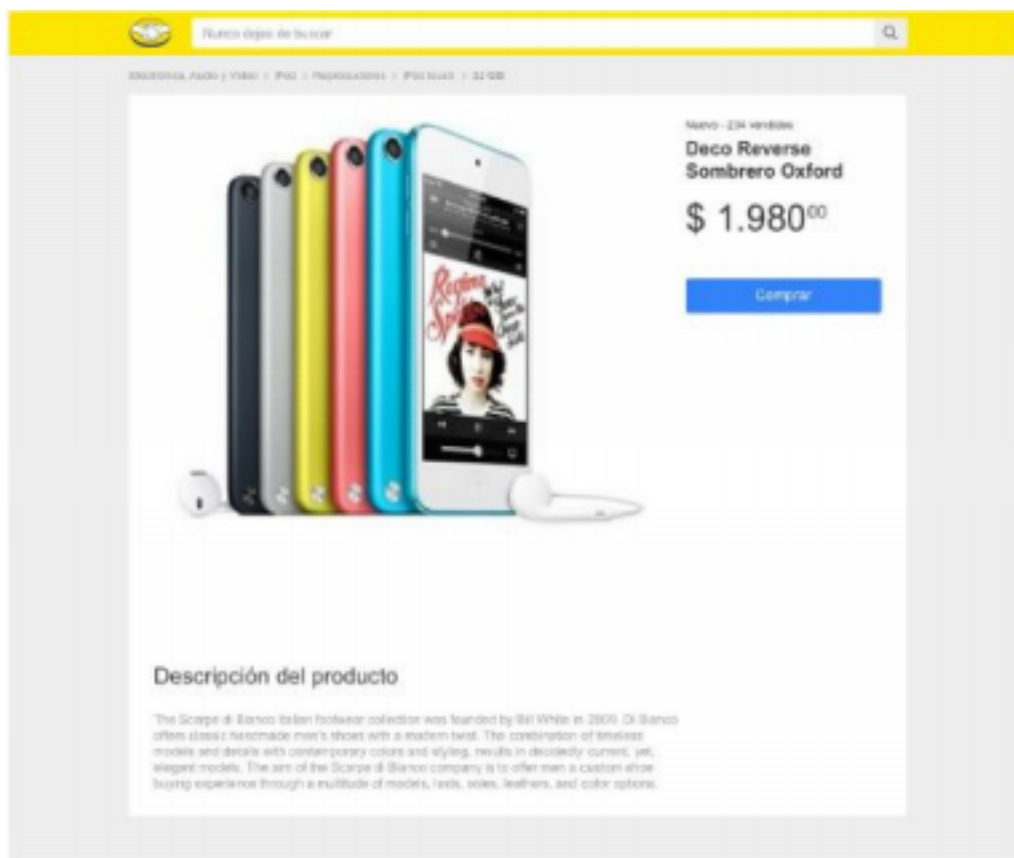 Nunca dejes de buscar
Electrónica, Audio y Video > iPod > Reproductores > iPod touch > 32 GB
Nuevo - 234 vendidos
Deco Reverse
Sombrero Oxford
$ 1.980⁰⁰
Comprar
Regina
Descripción del producto
The Scarpe di Bianco Italian footwear collection was founded by Bill White in 2009. Di Bianco
offers classic handmade men's shoes with a modern twist. The combination of timeless
models and details with contemporary colors and styling, results in decidedly current, yet,
elegant models. The aim of the Scarpe di Bianco company is to offer men a custom shoe
buying experience through a multitude of models, lasts, soles, leathers, and color options.